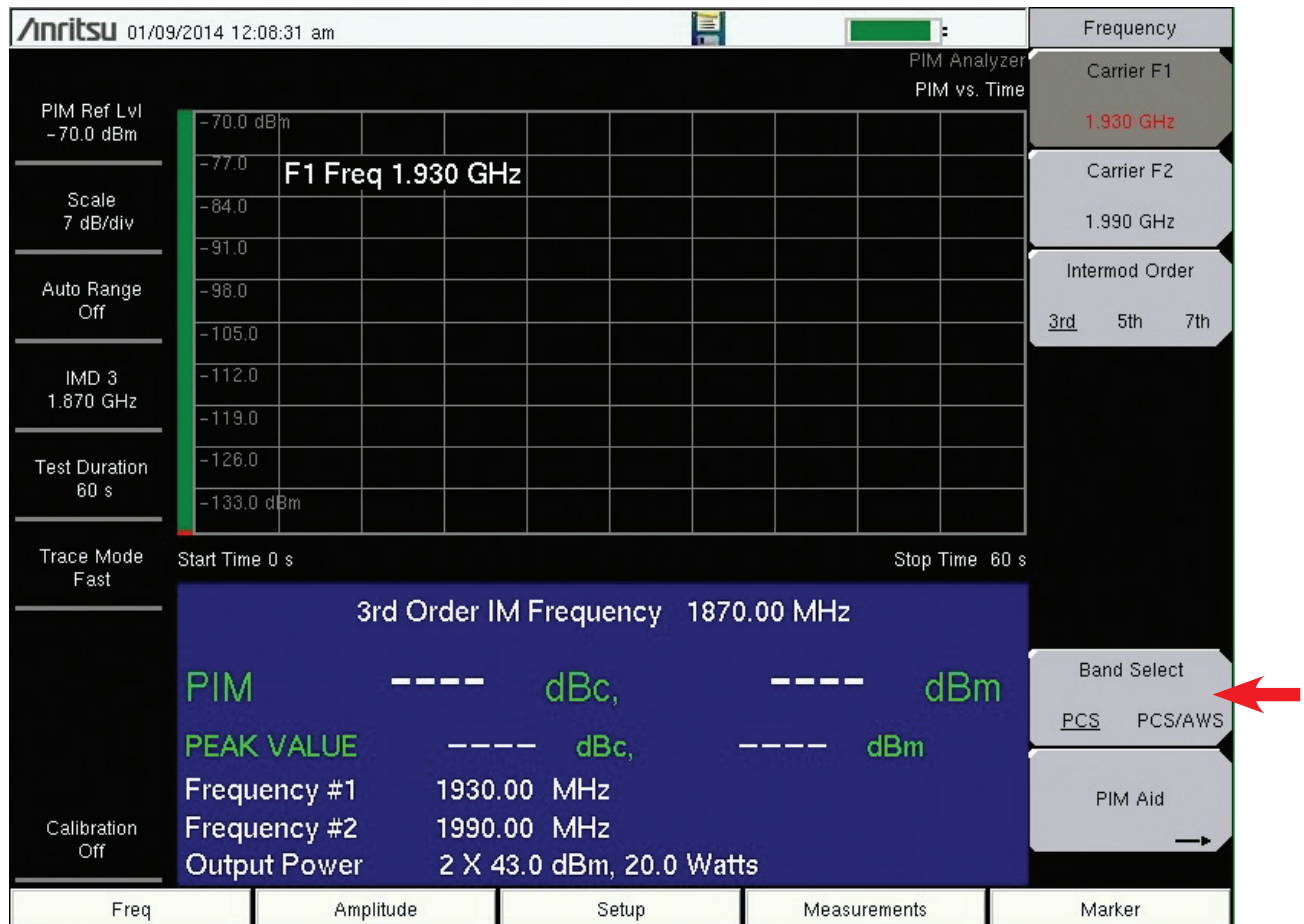 Anritsu 01/09/2014 12:08:31 am
Frequency
PIM Analyzer
PIM vs. Time
PIM Ref Lvl
-70.0 dBm
Scale
7 dB/div
Auto Range
Off
IMD 3
1.870 GHz
Test Duration
60 s
Trace Mode
Fast
Calibration
Off
-70.0 dBm
-77.0
F1 Freq 1.930 GHz
-84.0
-91.0
-98.0
-105.0
-112.0
-119.0
-126.0
-133.0 dBm
Start Time 0 s Stop Time 60 s
3rd Order IM Frequency 1870.00 MHz
PIM ---- dBc, ---- dBm
PEAK VALUE ---- dBc, ---- dBm
Frequency #1 1930.00 MHz
Frequency #2 1990.00 MHz
Output Power 2 X 43.0 dBm, 20.0 Watts
Carrier F1
1.930 GHz
Carrier F2
1.990 GHz
Intermod Order
3rd 5th 7th
Band Select
PCS PCS/AWS
PIM Aid
Freq Amplitude Setup Measurements Marker